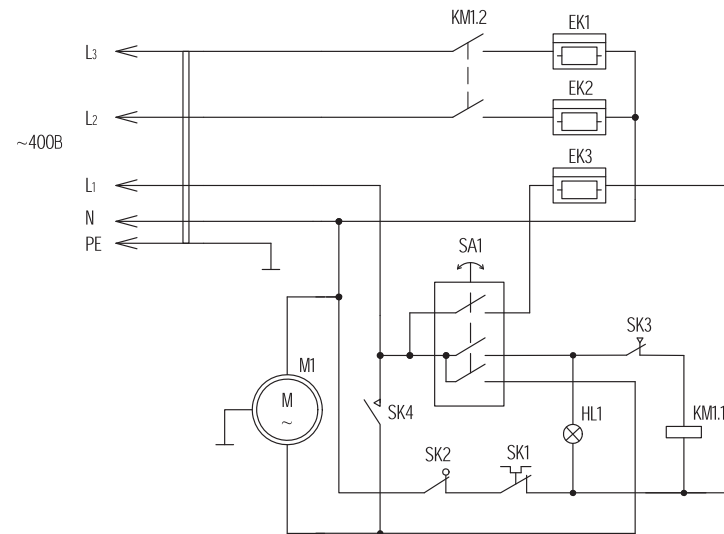 KM1.2
EK1
L3
EK2
L2
~400В
EK3
L1
N
SA1
PE
SK3
M1
M
~
SK4
HL1
KM1.1
SK2
SK1